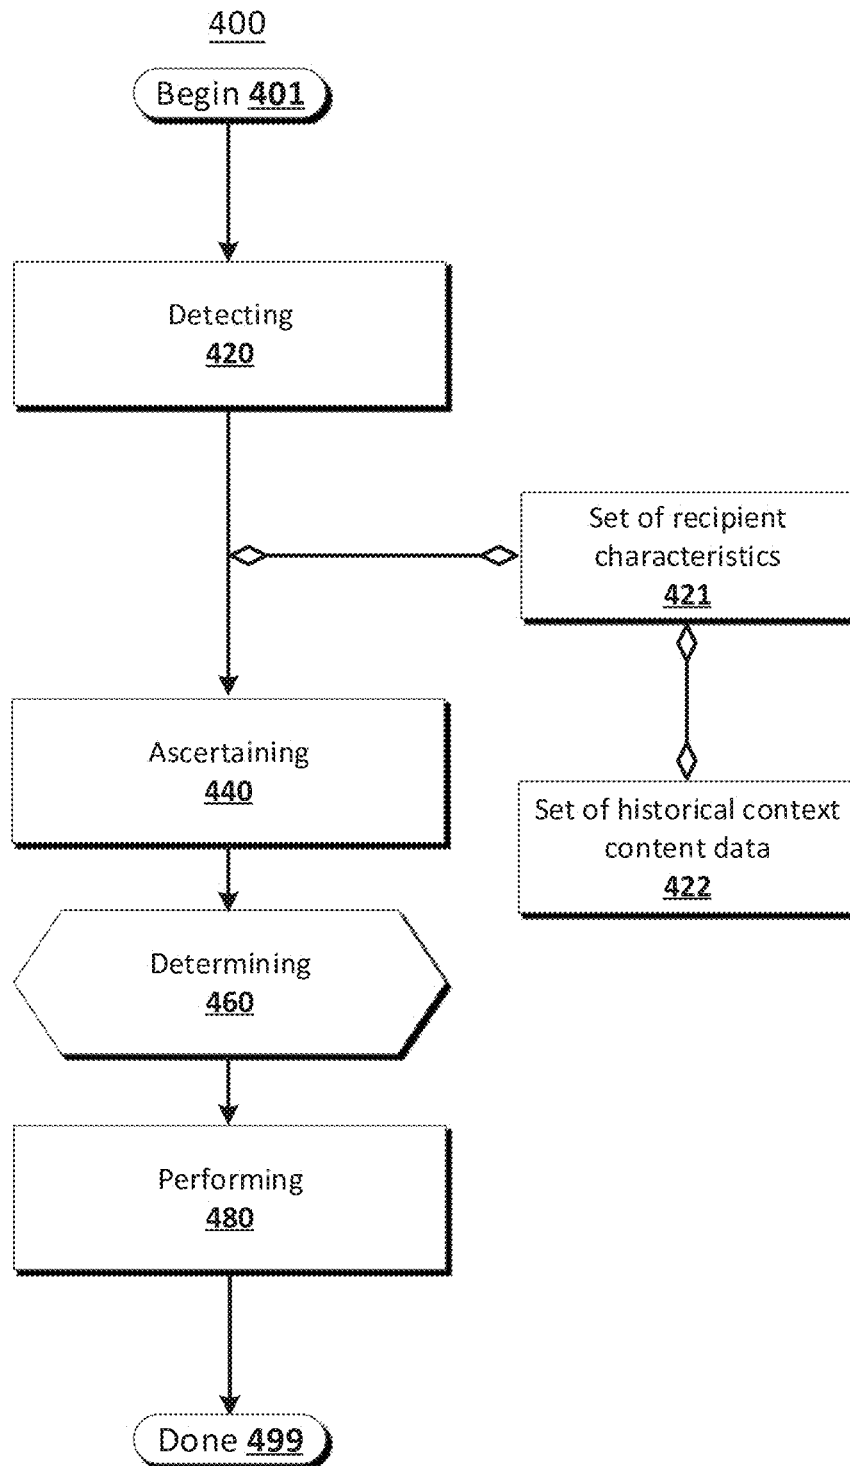 400
Begin 401
Detecting
420
Set of recipient
characteristics
421
Ascertaining
440
Set of historical context
content data
422
Determining
460
Performing
480
Done 499